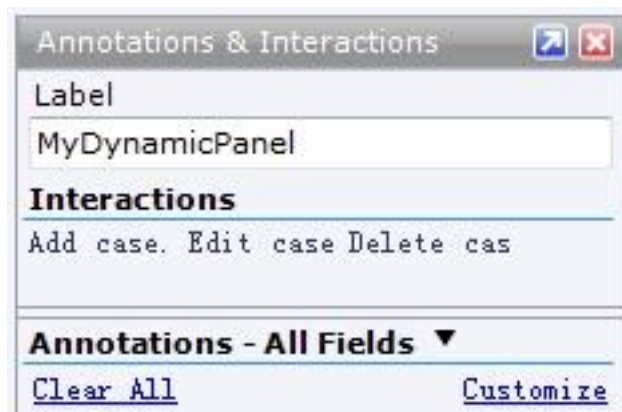 Annotations & Interactions
Label
MyDynamicPanel
Interactions
Add case. Edit case Delete cas
Annotations - All Fields ▼
Clear All Customize